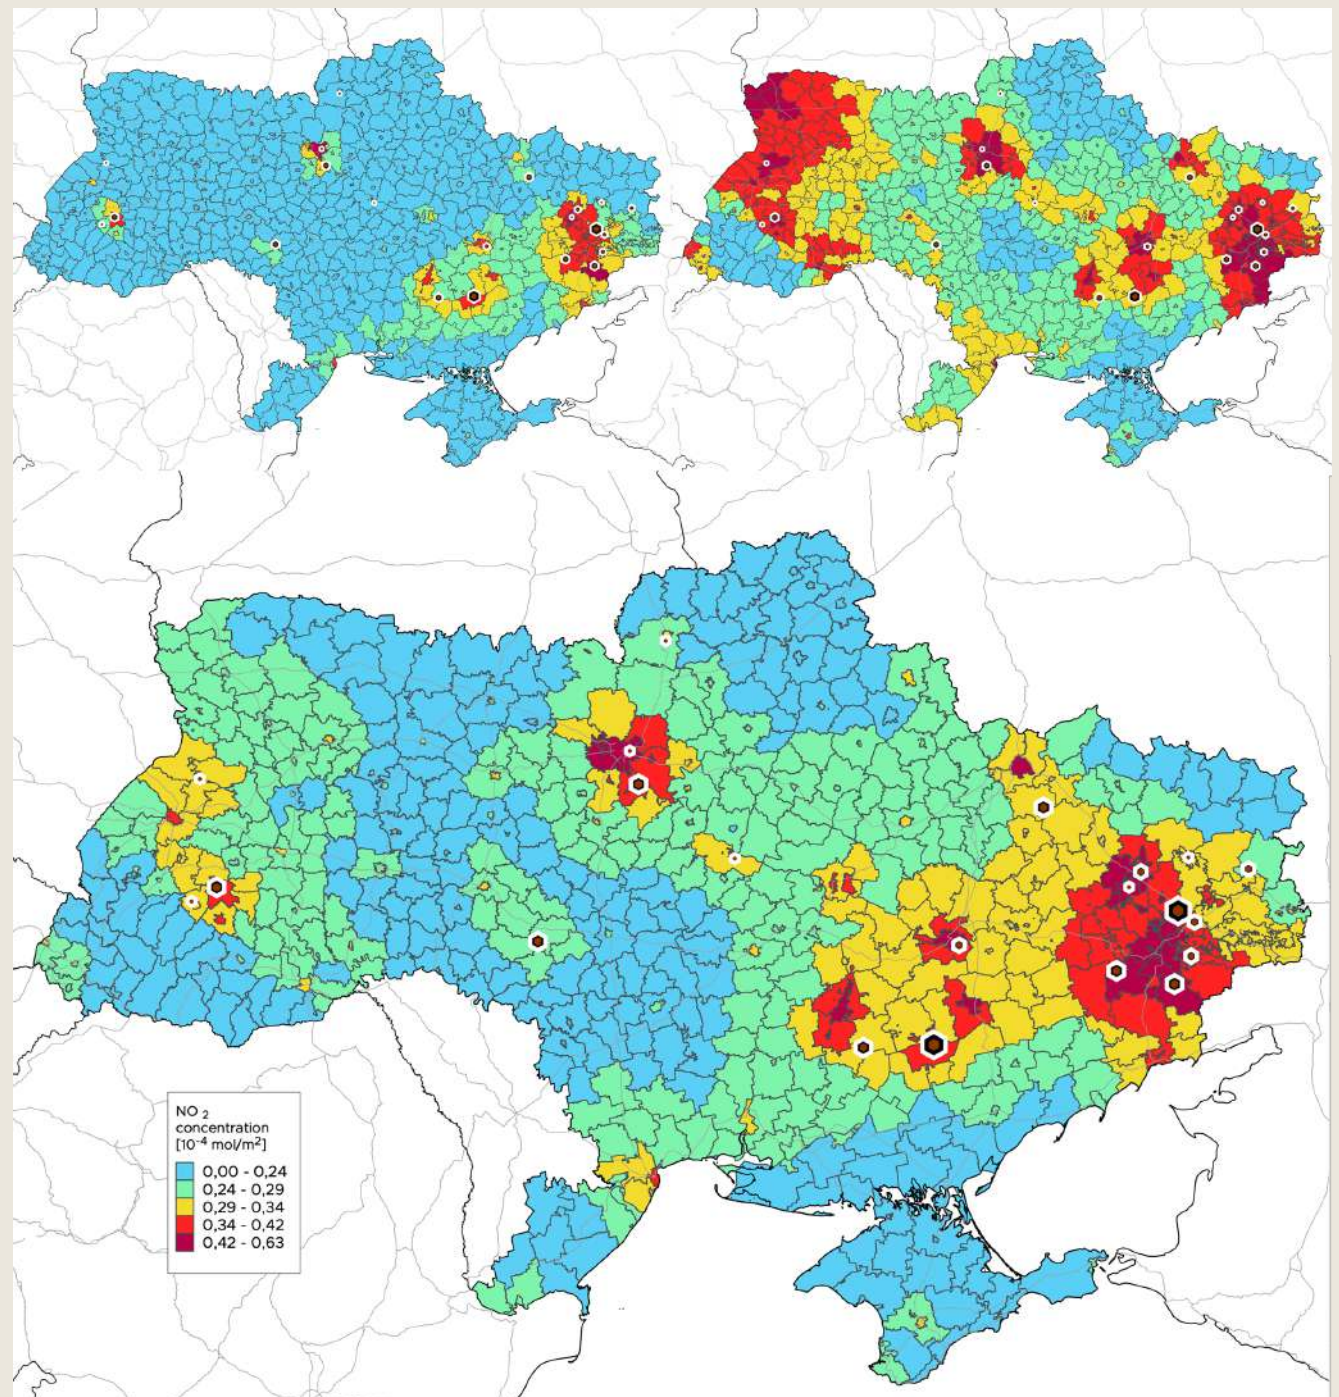 NO 2
concentration
[10-4 mol/m2]
0,00 - 0,24
0,24 - 0,29
0,29 - 0,34
0,34 - 0,42
0,42 - 0,63